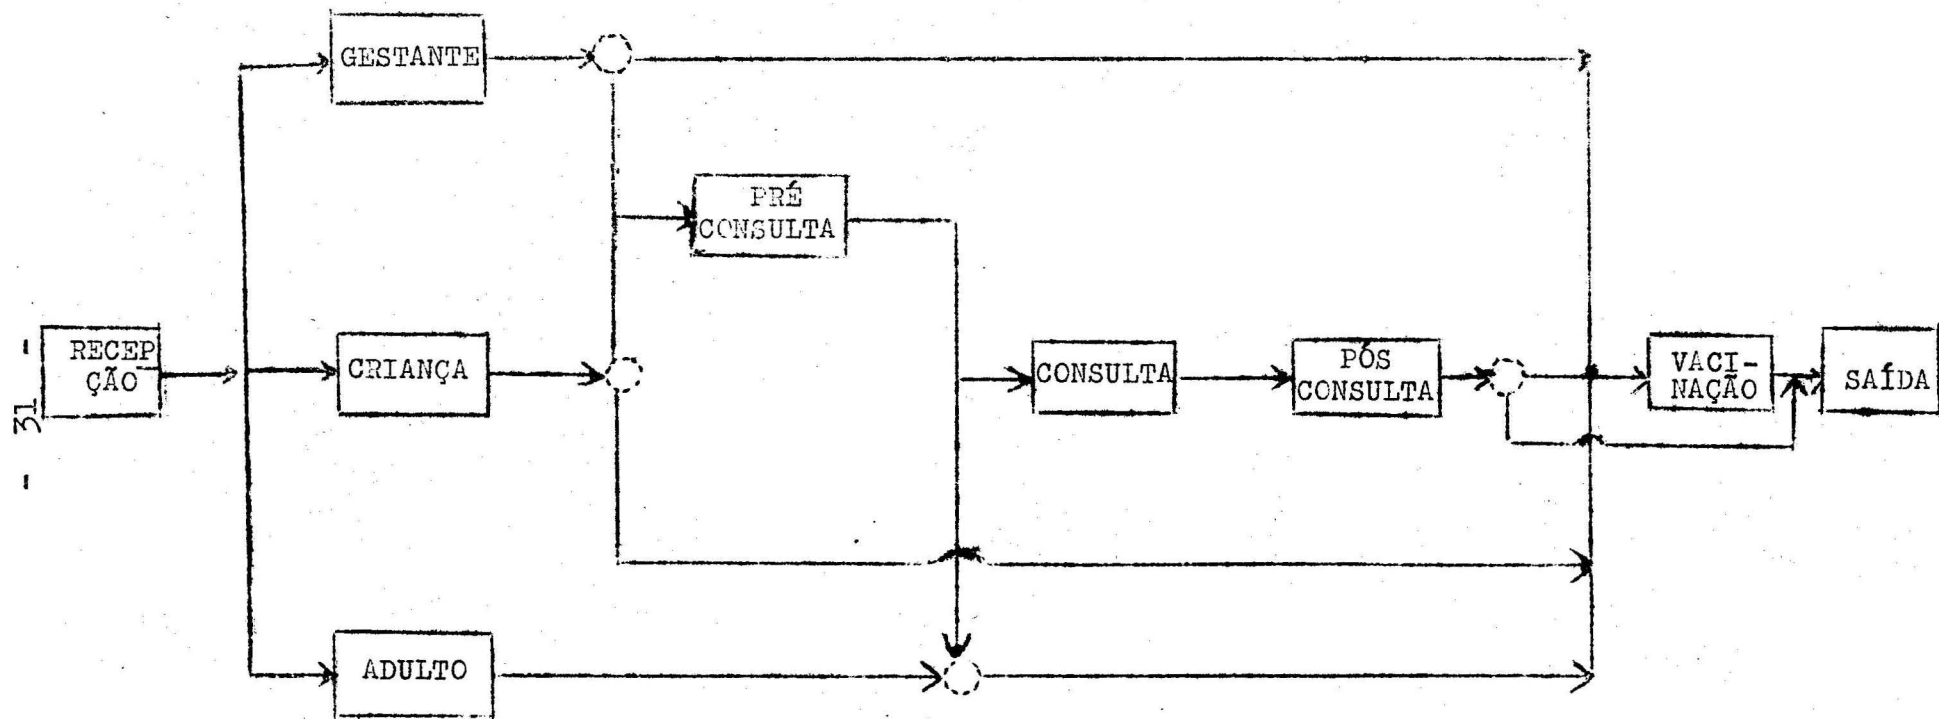 GESTANTE
PRÉ
CONSULTA
RECEP
ÇÃO
CRIANÇA
CONSULTA
PÓS
CONSULTA
VACI-
NAÇÃO
SAÍDA
ADULTO
- 31 -